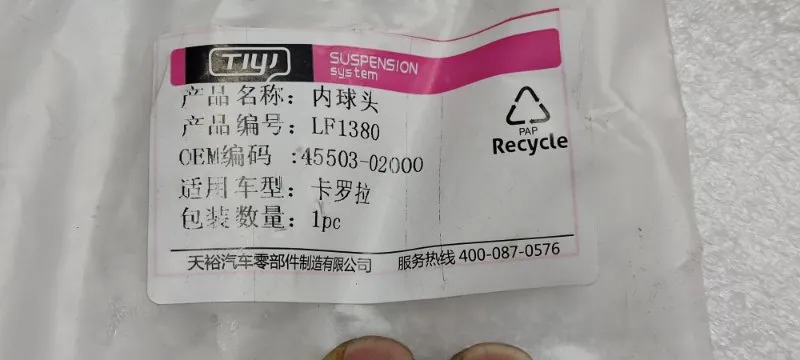 TIYI
SUSPENSION
system
产品名称：内球头
产品编号：LF1380
OEM编码 :45503-02000
适用车型：卡罗拉
包装数量：1pc
PAP
Recycle
天裕汽车零部件制造有限公司 服务热线 400-087-0576